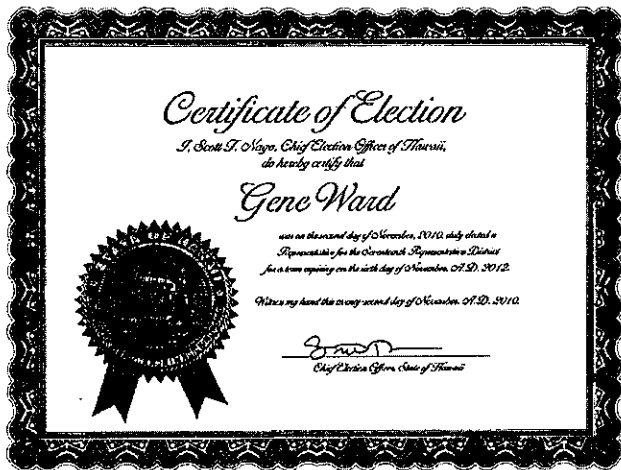 Certificate of Election
I, Scott T. Nago, Chief Election Officer of Hawaii,
do hereby certify that
Gene Ward
was on the second day of November, 2010, duly elected a
Representative for the Seventeenth Representative District
for a term expiring on the sixth day of November, A.D. 2012.
Witness my hand this twenty-second day of November, A.D. 2010.
Chief Election Officer, State of Hawaii